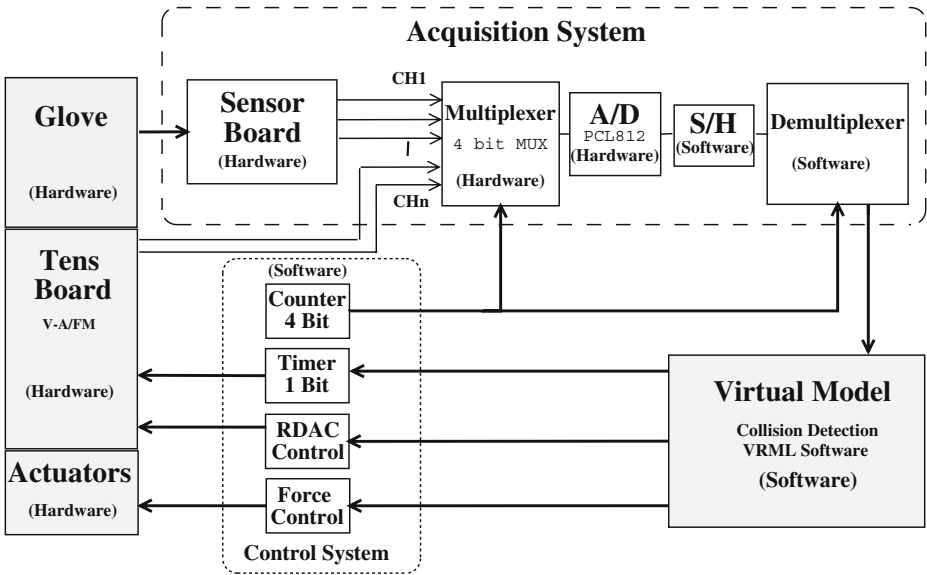 Acquisition System
Glove
(Hardware)
Sensor
Board
(Hardware)
CH1
CHn
Multiplexer
4 bit MUX
(Hardware)
A/D
PCL812
(Hardware)
S/H
(Software)
Demultiplexer
(Software)
Tens
Board
V-A/FM
(Hardware)
Actuators
(Hardware)
(Software)
Counter
4 Bit
Timer
1 Bit
RDAC
Control
Force
Control
Control System
Virtual Model
Collision Detection
VRML Software
(Software)